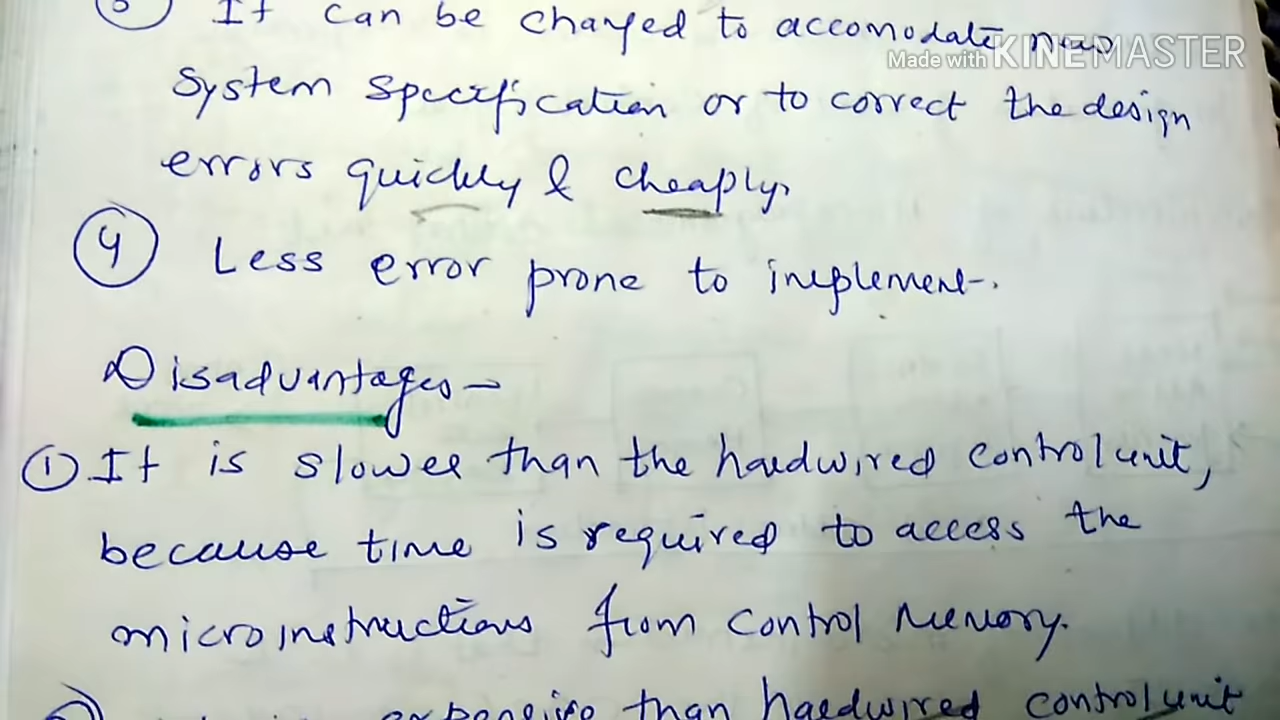 ③ It can be changed to accomodate new
Made with KINEMASTER
System specification or to correct the design
errors quickly & cheaply.
④ Less error prone to implement.
Disadvantages →
① It is slower than the hardwired control unit,
because time is required to access the
microinstructions from control memory.
expensive than hardwired control unit